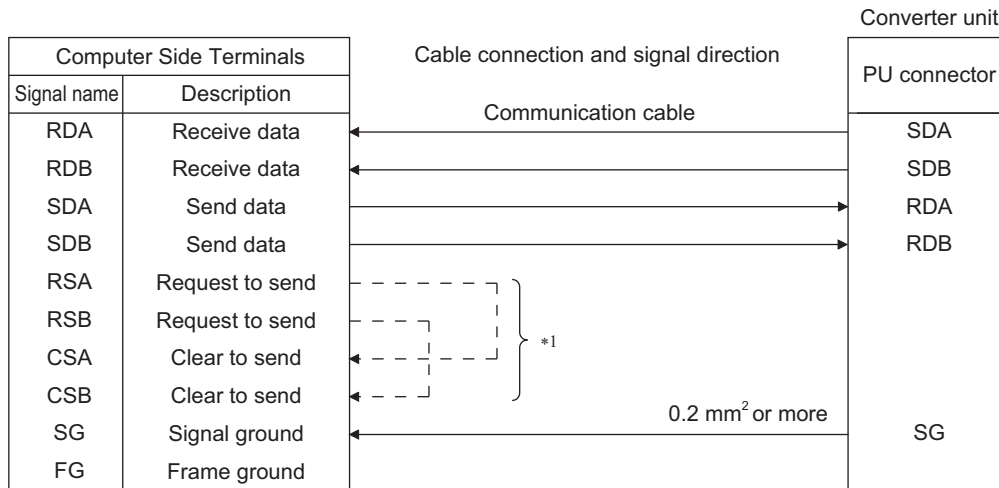 Converter unit
Computer Side Terminals
Cable connection and signal direction
PU connector
Signal name Description
Communication cable
RDA Receive data SDA
RDB Receive data SDB
SDA Send data RDA
SDB Send data RDB
RSA Request to send
RSB Request to send
*1
CSA Clear to send
CSB Clear to send
0.2 mm² or more
SG Signal ground SG
FG Frame ground